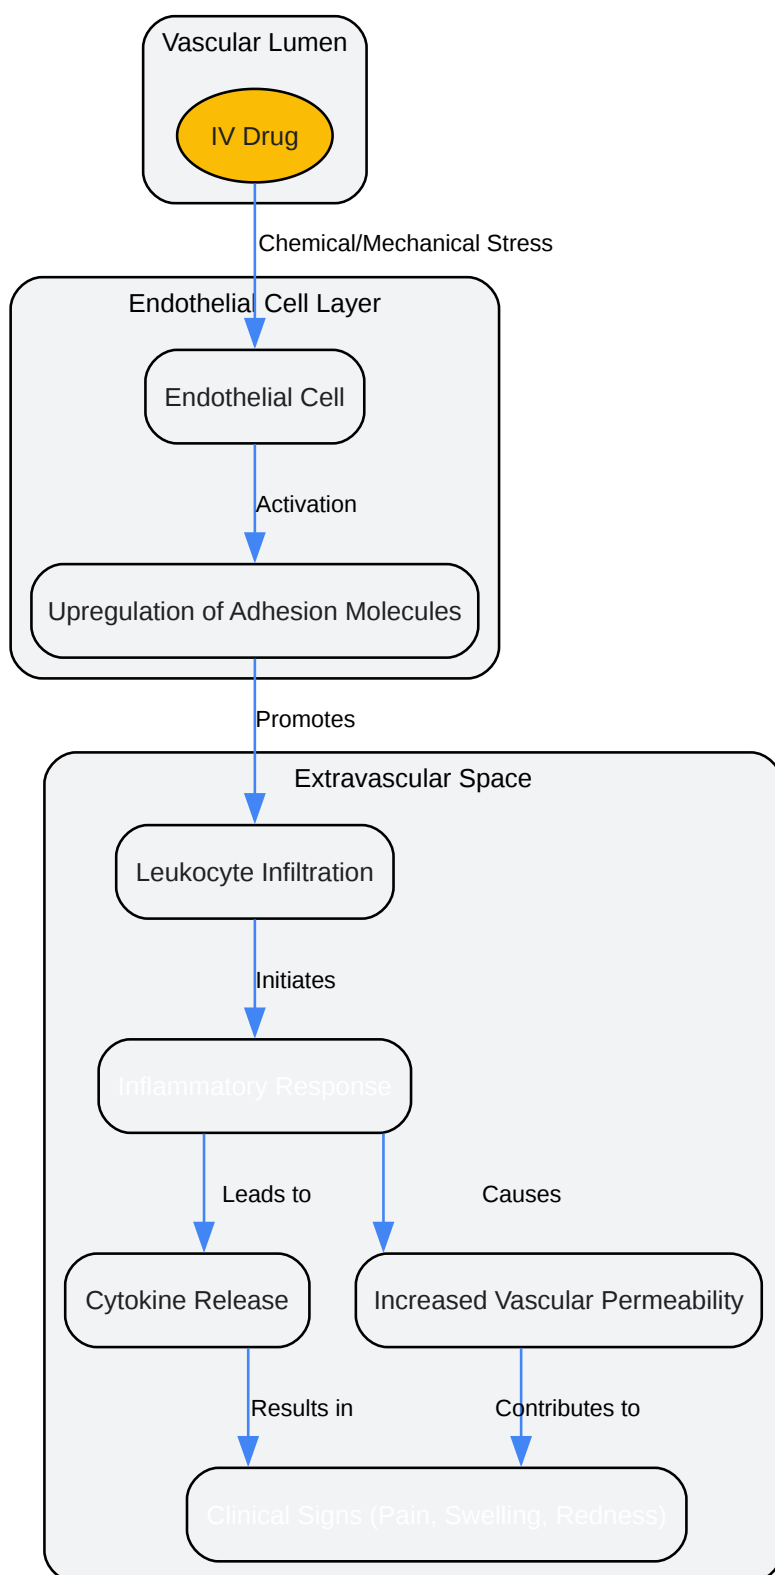 Vascular Lumen
IV Drug
Chemical/Mechanical Stress
Endothelial Cell Layer
Endothelial Cell
Activation
Upregulation of Adhesion Molecules
Promotes
Extravascular Space
Leukocyte Infiltration
Initiates
Inflammatory Response
Leads to
Causes
Cytokine Release
Increased Vascular Permeability
Results in
Contributes to
Clinical Signs (Pain, Swelling, Redness)